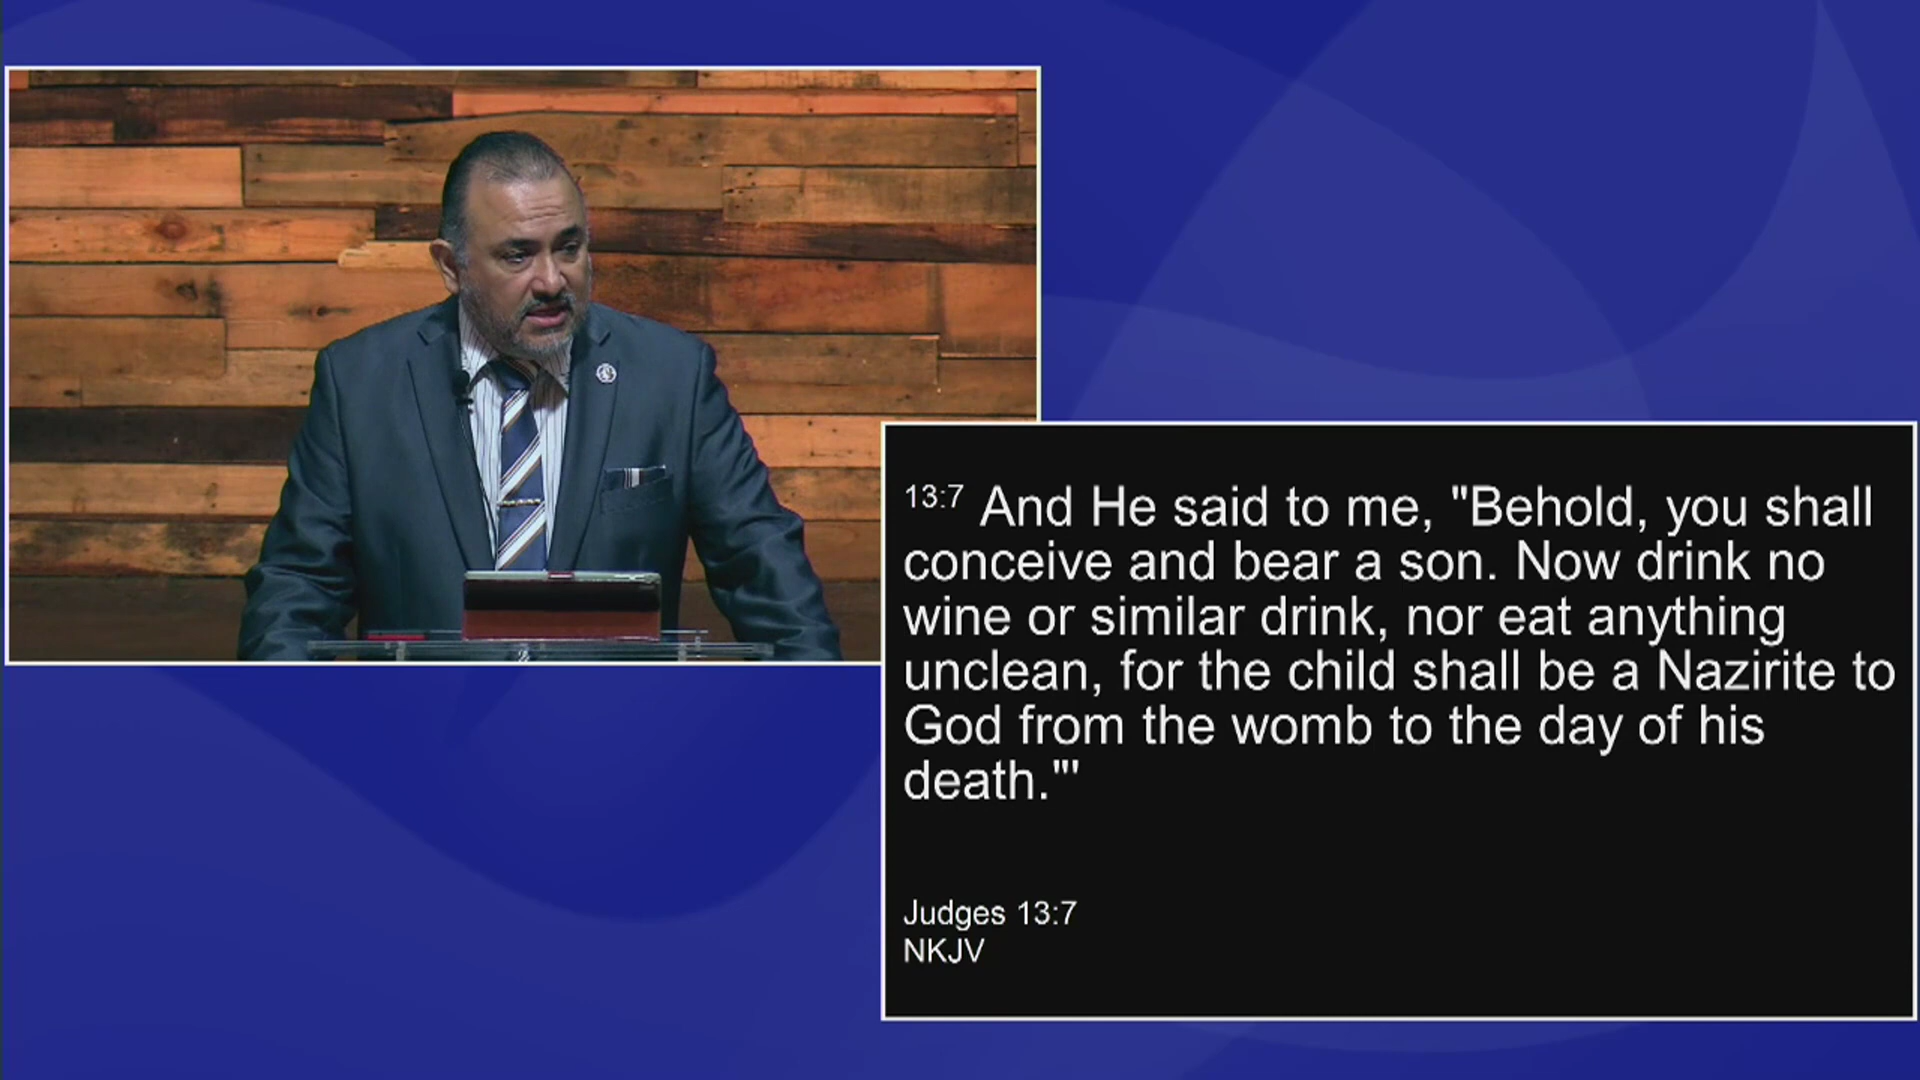 13:7 And He said to me, "Behold, you shall
conceive and bear a son. Now drink no
wine or similar drink, nor eat anything
unclean, for the child shall be a Nazirite to
God from the womb to the day of his
death."'
Judges 13:7
NKJV